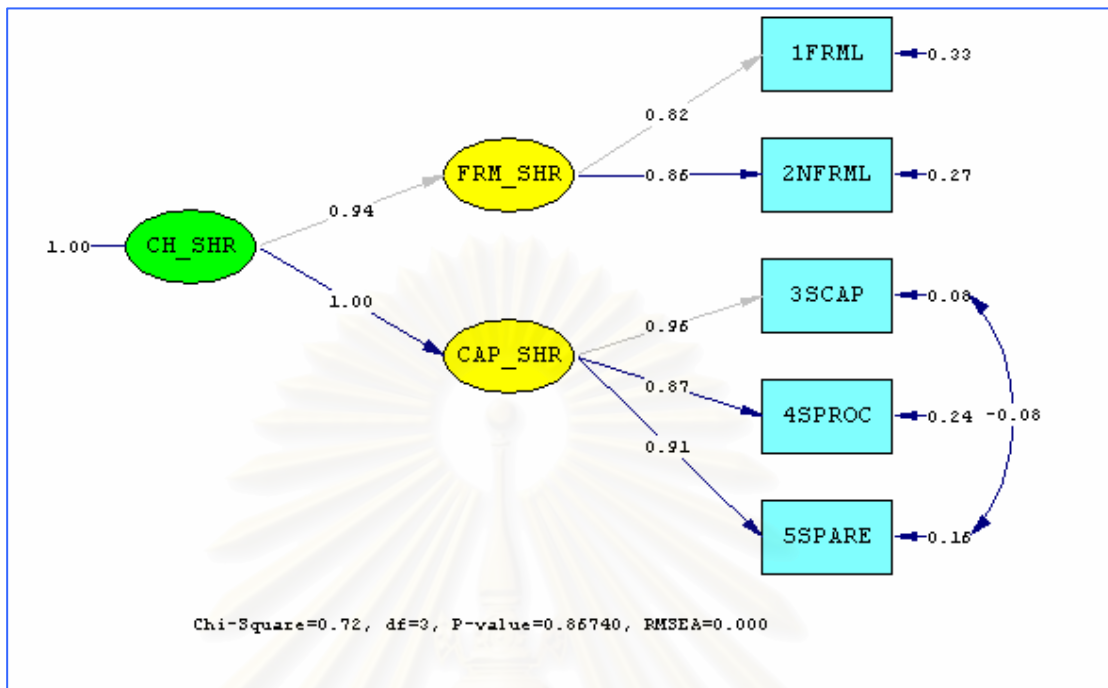 1FRML
0.33
0.82
FRM_SHR
0.86
2NFRML
0.27
0.94
1.00
CH_SHR
1.00
3SCAP
0.08
0.96
CAP_SHR
0.87
4SPROC
0.24
-0.08
0.91
5SPARE
0.16
Chi-Square=0.72, df=3, P-value=0.86740, RMSEA=0.000